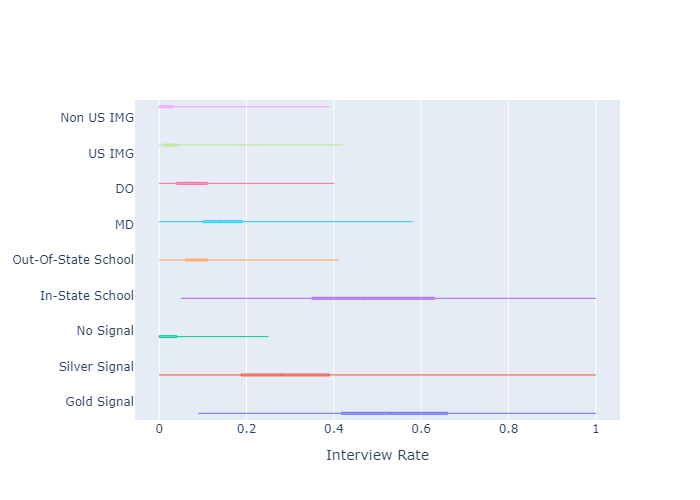 Non US IMG
US IMG
DO
MD
Out-Of-State School
In-State School
No Signal
Silver Signal
Gold Signal
0 0.2 0.4 0.6 0.8 1
Interview Rate